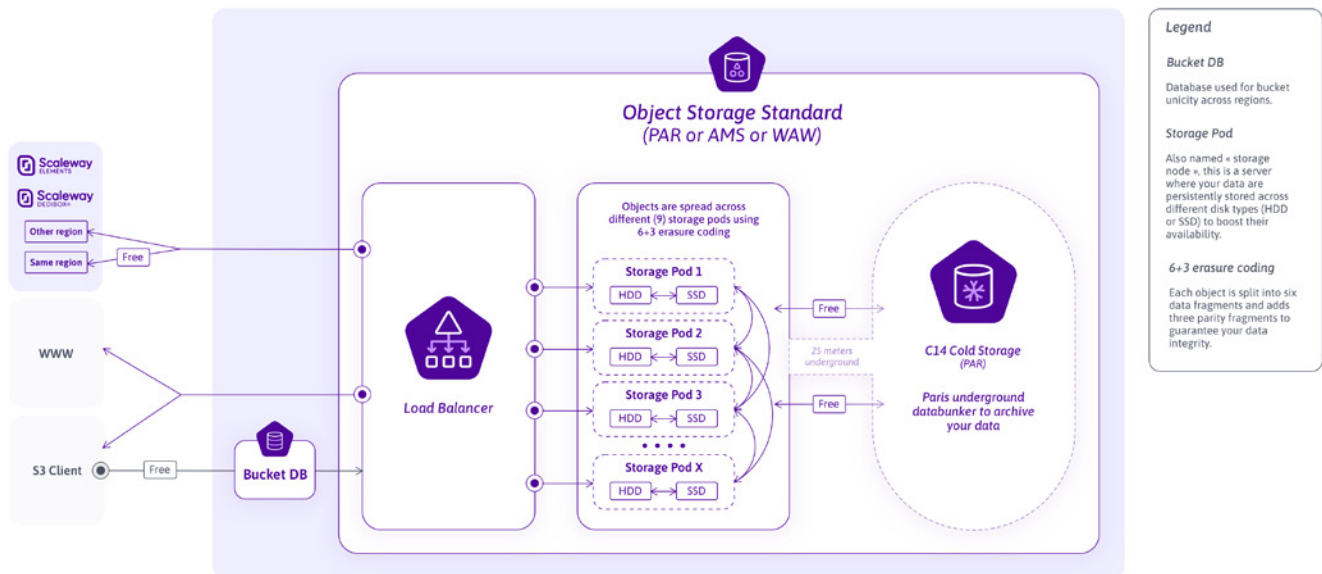 Object Storage Standard
(PAR or AMS or WAW)
Scaleway
ELEMENTS
Scaleway
DEDIBOX
Other region
Same region
Free
WWW
S3 Client
Free
Bucket DB
Load Balancer
Objects are spread across
different (9) storage pods using
6+3 erasure coding
Storage Pod 1
HDD
SSD
Storage Pod 2
HDD
SSD
Storage Pod 3
HDD
SSD
Storage Pod X
HDD
SSD
Free
25 meters
underground
Free
C14 Cold Storage
(PAR)
Paris underground
databunker to archive
your data
Legend
Bucket DB
Database used for bucket
unicity across regions.
Storage Pod
Also named « storage
node », this is a server
where your data are
persistently stored across
different disk types (HDD
or SSD) to boost their
availability.
6+3 erasure coding
Each object is split into six
data fragments and adds
three parity fragments to
guarantee your data
integrity.